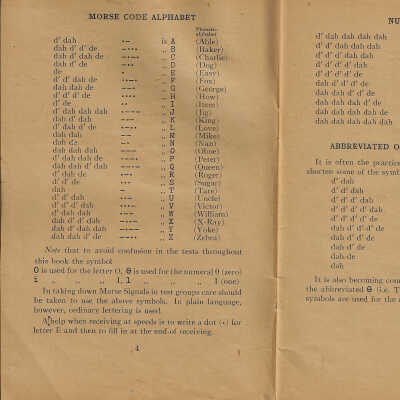 MORSE CODE ALPHABET
Phonetic
alphabet
d' dah ·– is A (Able)
dah d' d' de –··· „ B (Baker)
dah d' dah de –·–· „ C (Charlie)
dah d' de –·· „ D (Dog)
de · „ E (Easy)
d' d' dah de ··–· „ F (Fox)
dah dah de ––· „ G (George)
d' d' d' de ···· „ H (How)
d' de ·· „ I (Item)
d' dah dah dah ·––– „ J (Jig)
dah d' dah –·– „ K (King)
d' dah d' de ·–·· „ L (Love)
dah dah –– „ M (Mike)
dah de –· „ N (Nan)
dah dah dah ––– „ O (Oboe)
d' dah dah de ·––· „ P (Peter)
dah dah d' dah ––·– „ Q (Queen)
d' dah de ·–· „ R (Roger)
d' d' de ··· „ S (Sugar)
dah – „ T (Tare)
d' d' dah ··– „ U (Uncle)
d' d' d' dah ···– „ V (Victor)
d' dah dah ·–– „ W (William)
dah d' d' dah –··– „ X (X-Ray)
dah d' dah dah –·–– „ Y (Yoke)
dah dah d' de ––·· „ Z (Zebra)
Note that to avoid confusion in the tests throughout
this book the symbol
O is used for the letter O, θ is used for the numeral 0 (zero)
i „ „ „ I, 1 „ „ „ 1 (one)
In taking down Morse Signals in test groups care should
be taken to use the above symbols. In plain language,
however, ordinary lettering is used.
A help when receiving at speeds is to write a dot (·) for
letter E and then to fill in at the end of receiving.
4
NU
d' dah dah dah dah
d' d' dah dah dah
d' d' d' dah dah
d' d' d' d' dah
d' d' d' d' de
dah d' d' d' de
dah dah d' d' de
dah dah dah d' de
dah dah dah dah de
dah dah dah dah dah
ABBREVIATED O
It is often the practice
shorten some of the symb
d' dah
d' d' dah
d' d' d' dah
d' d' d' d' dah
d' d' d' d' de
dah d' d' d' de
dah d' d' de
dah d' de
dah de
dah
It is also becoming com
the abbreviated θ (i.e. T
symbols are used for the